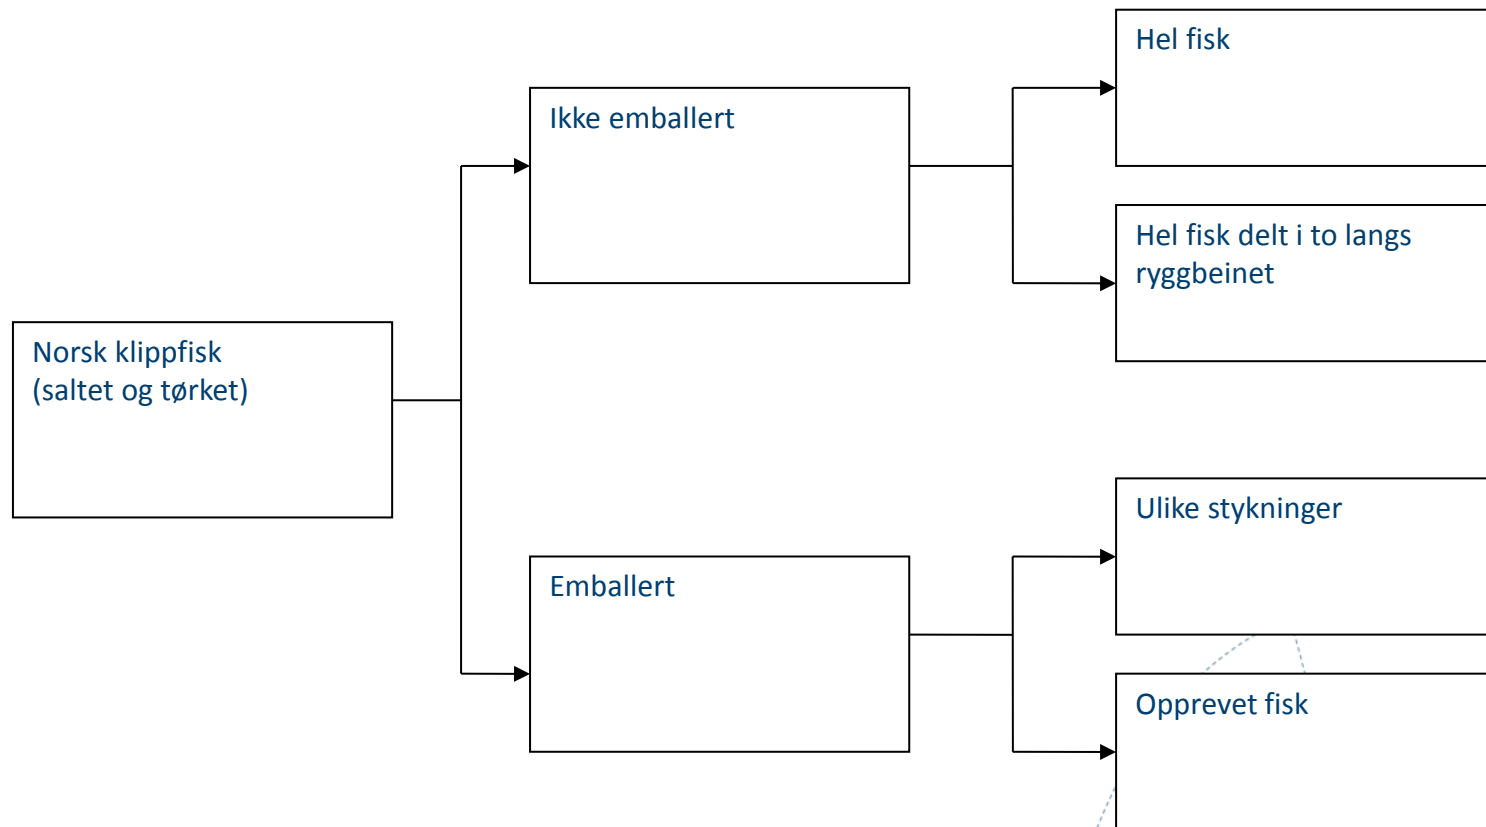 Norsk klippfisk
(saltet og tørket)
Ikke emballert
Hel fisk
Hel fisk delt i to langs
ryggbeinet
Emballert
Ulike stykninger
Opprevet fisk